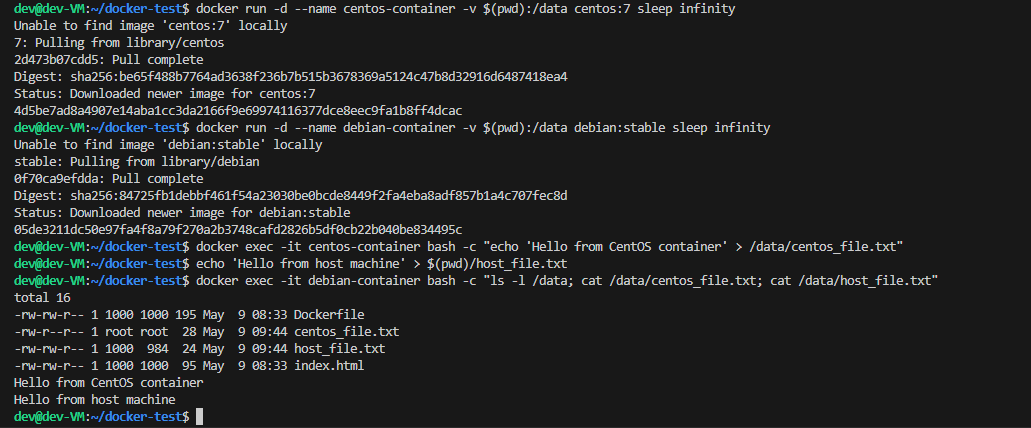 dev@dev-VM:~/docker-test$ docker run -d --name centos-container -v $(pwd):/data centos:7 sleep infinity
Unable to find image 'centos:7' locally
7: Pulling from library/centos
2d473b07cdd5: Pull complete
Digest: sha256:be65f488b7764ad3638f236b7b515b3678369a5124c47b8d32916d6487418ea4
Status: Downloaded newer image for centos:7
4d5be7ad8a4907e14aba1cc3da2166f9e69974116377dce8eec9fa1b8ff4dcac
dev@dev-VM:~/docker-test$ docker run -d --name debian-container -v $(pwd):/data debian:stable sleep infinity
Unable to find image 'debian:stable' locally
stable: Pulling from library/debian
0f70ca9efdda: Pull complete
Digest: sha256:84725fb1debbf461f54a23030be0bcde8449f2fa4eba8adf857b1a4c707fec8d
Status: Downloaded newer image for debian:stable
05de3211dc50e97fa4f8a79f270a2b3748cafd2826b5df0cb22b040be834495c
dev@dev-VM:~/docker-test$ docker exec -it centos-container bash -c "echo 'Hello from CentOS container' > /data/centos_file.txt"
dev@dev-VM:~/docker-test$ echo 'Hello from host machine' > $(pwd)/host_file.txt
dev@dev-VM:~/docker-test$ docker exec -it debian-container bash -c "ls -l /data; cat /data/centos_file.txt; cat /data/host_file.txt"
total 16
-rw-rw-r-- 1 1000 1000 195 May  9 08:33 Dockerfile
-rw-r--r-- 1 root root  28 May  9 09:44 centos_file.txt
-rw-rw-r-- 1 1000  984  24 May  9 09:44 host_file.txt
-rw-rw-r-- 1 1000 1000  95 May  9 08:33 index.html
Hello from CentOS container
Hello from host machine
dev@dev-VM:~/docker-test$